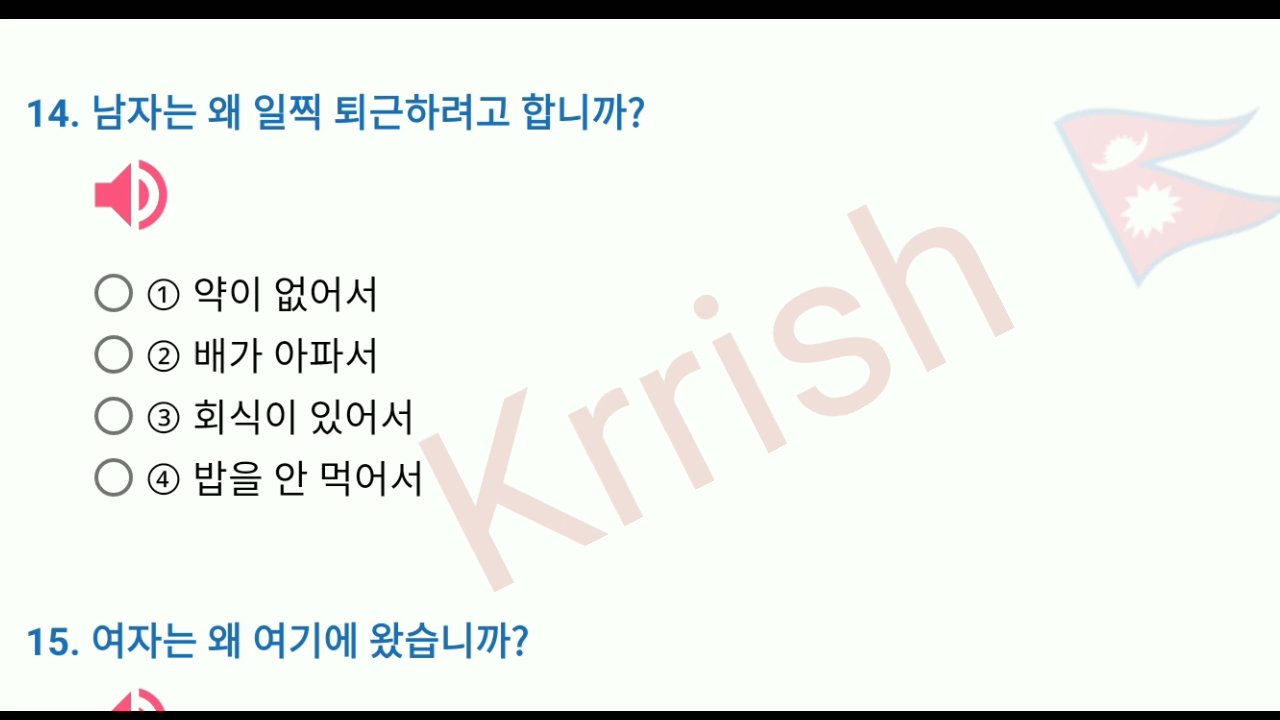 14. 남자는 왜 일찍 퇴근하려고 합니까?
① 약이 없어서
② 배가 아파서
③ 회식이 있어서
④ 밥을 안 먹어서
Krrish
15. 여자는 왜 여기에 왔습니까?